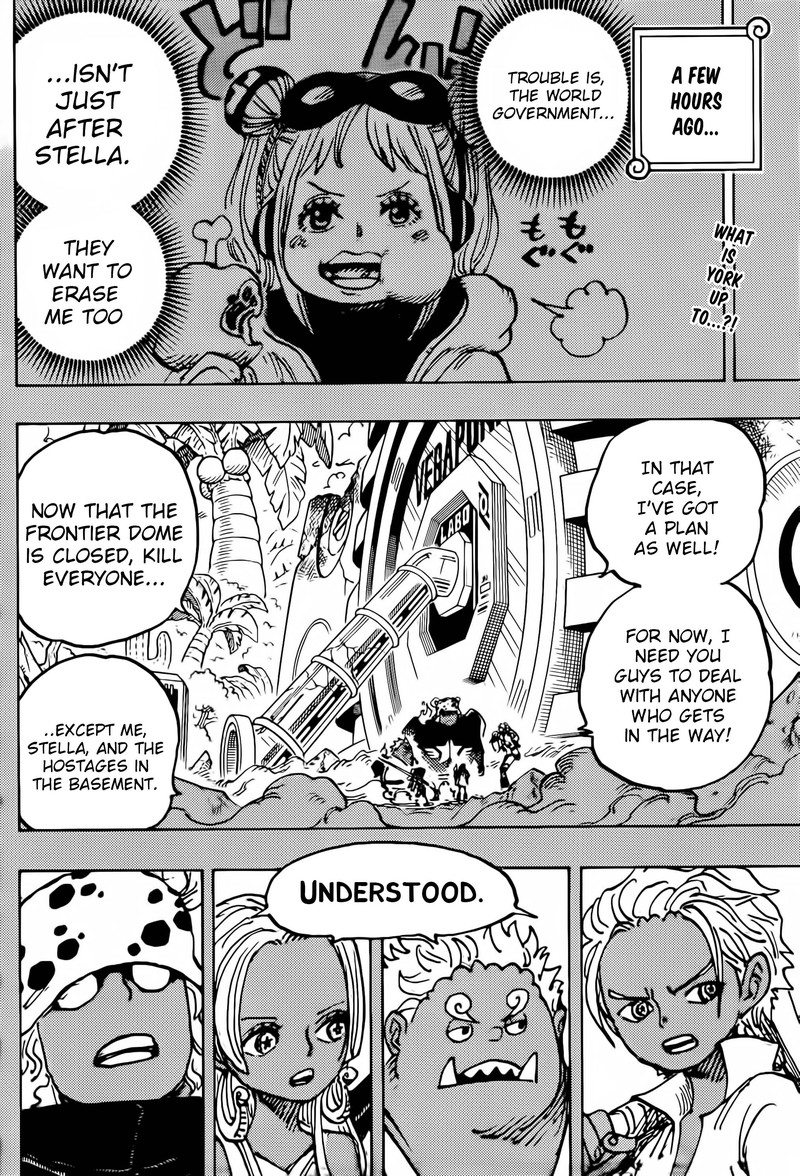 A FEW
HOURS
AGO...
TROUBLE IS,
THE WORLD
GOVERNMENT...
...ISN'T
JUST
AFTER
STELLA.
THEY
WANT TO
ERASE
ME TOO
もぐ
もぐ
WHAT
IS
YORK
UP
TO...?!
IN THAT
CASE,
I'VE GOT
A PLAN
AS WELL!
FOR NOW, I
NEED YOU
GUYS TO DEAL
WITH ANYONE
WHO GETS
IN THE WAY!
VEGAPUN
LABO
NOW THAT THE
FRONTIER DOME
IS CLOSED, KILL
EVERYONE...
..EXCEPT ME,
STELLA, AND THE
HOSTAGES IN
THE BASEMENT.
UNDERSTOOD.